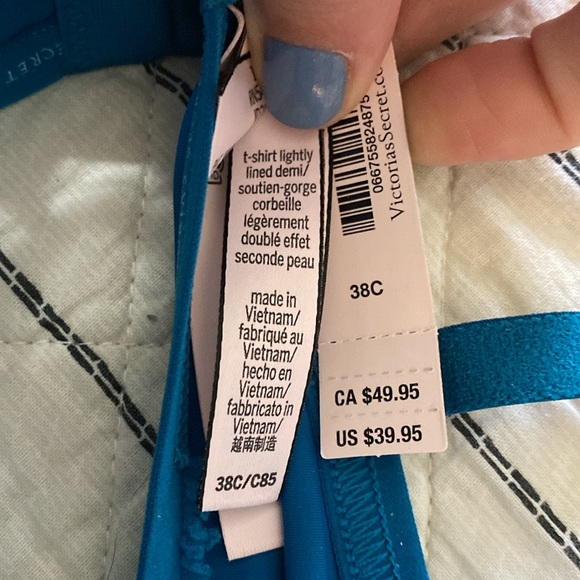 ECRET
t-shirt lightly
lined demi/
soutien-gorge
corbeille
légèrement
doublé effet
seconde peau
made in
Vietnam/
fabriqué au
Vietnam/
hecho en
Vietnam/
fabbricato in
Vietnam/
越南制造
38C/C85
066755824875
VictoriasSecret.c
38C
CA $49.95
US $39.95